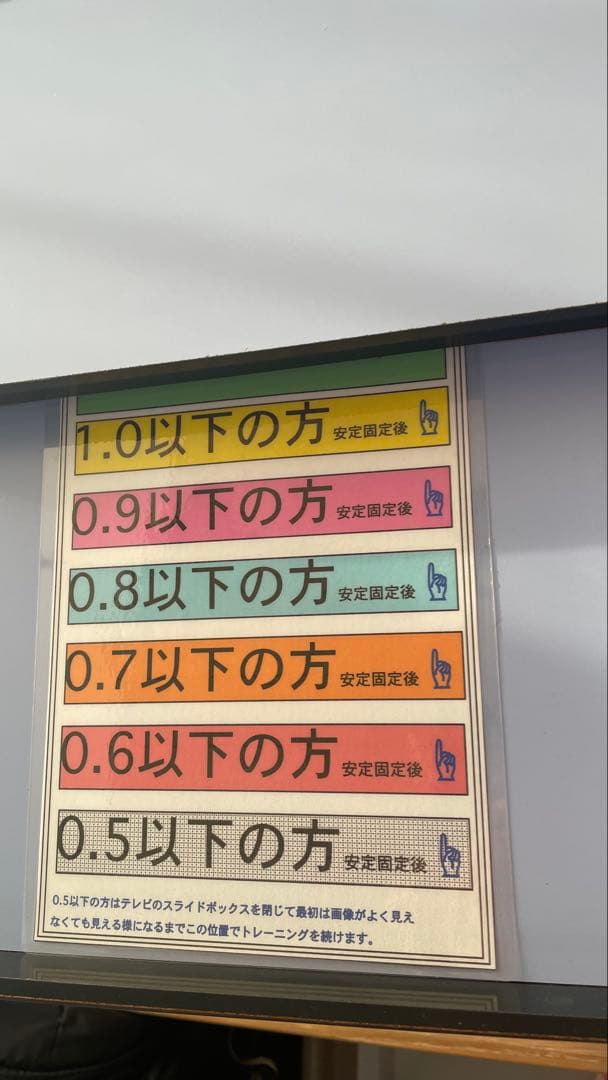 1.0以下の方 安定固定後
0.9以下の方 安定固定後
0.8以下の方 安定固定後
0.7以下の方 安定固定後
0.6以下の方 安定固定後
0.5以下の方 安定固定後
0.5以下の方はテレビのスライドボックスを閉じて最初は画像がよく見え
なくても見える様になるまでこの位置でトレーニングを続けます。